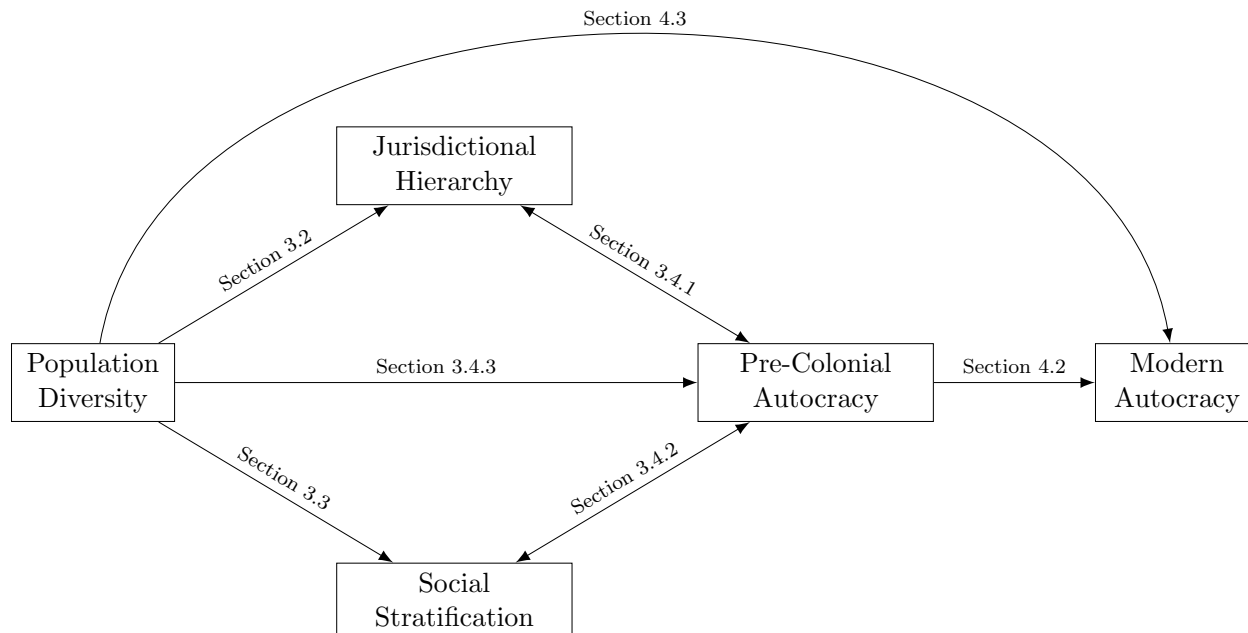 Section 4.3
Jurisdictional
Hierarchy
Section 3.2
Section 3.4.1
Population
Diversity
Section 3.4.3
Pre-Colonial
Autocracy
Section 4.2
Modern
Autocracy
Section 3.3
Section 3.4.2
Social
Stratification